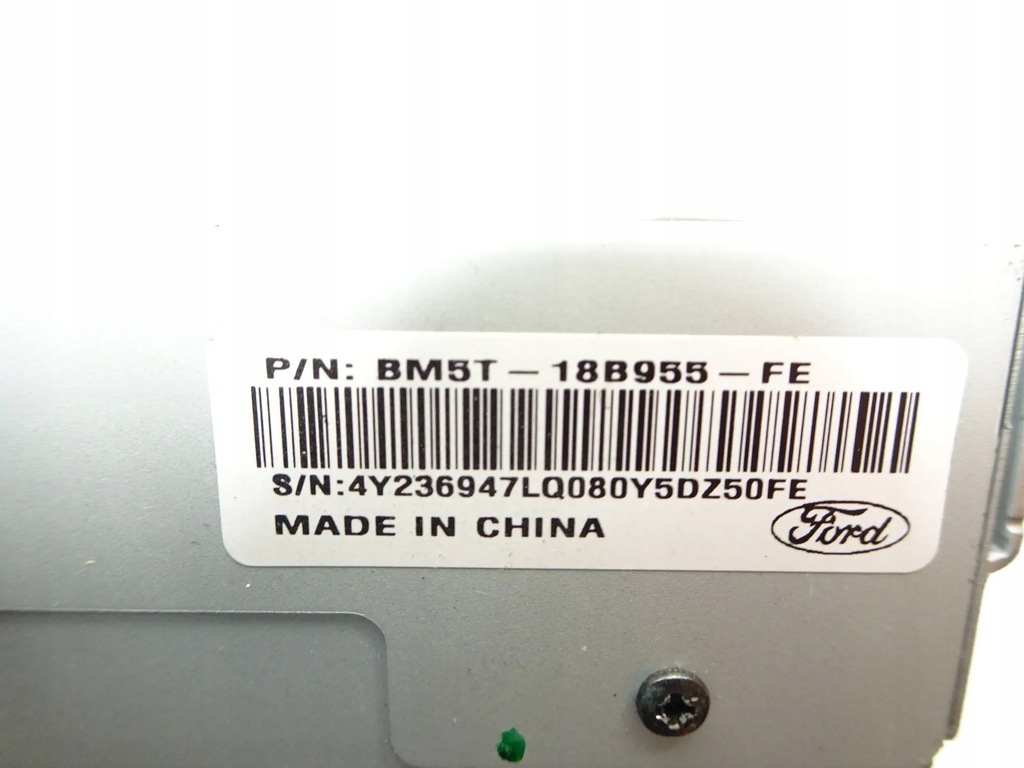 P/N: BM5T-18B955-FE
S/N:4Y236947LQ080Y5DZ50FE
MADE IN CHINA
Ford